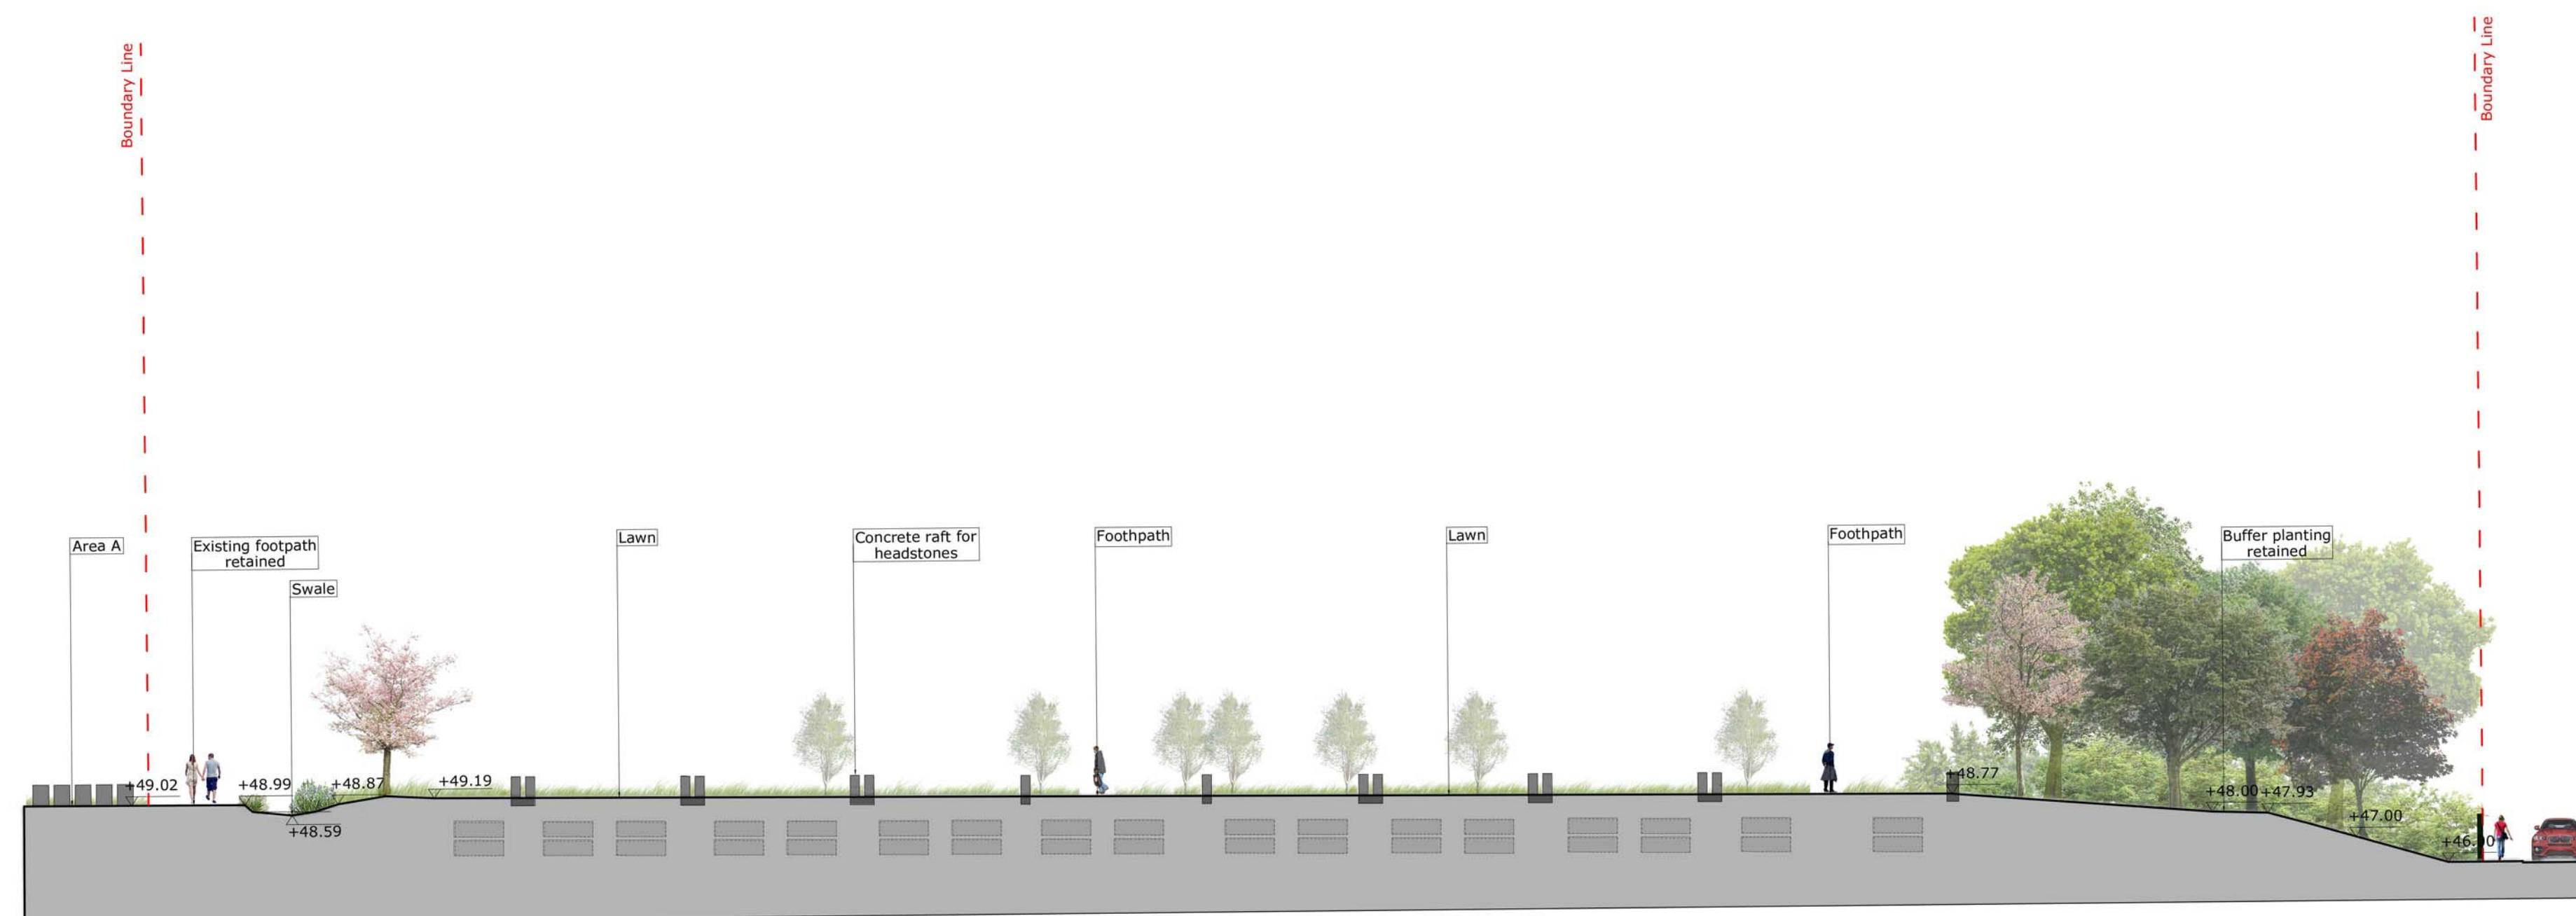 Boundary Line
Boundary Line
Area A
Existing footpath
retained
Swale
Lawn
Concrete raft for
headstones
Foothpath
Lawn
Foothpath
Buffer planting
retained
+49.02
+48.99
+48.87
+49.19
+48.59
+48.77
+48.00
+47.93
+47.00